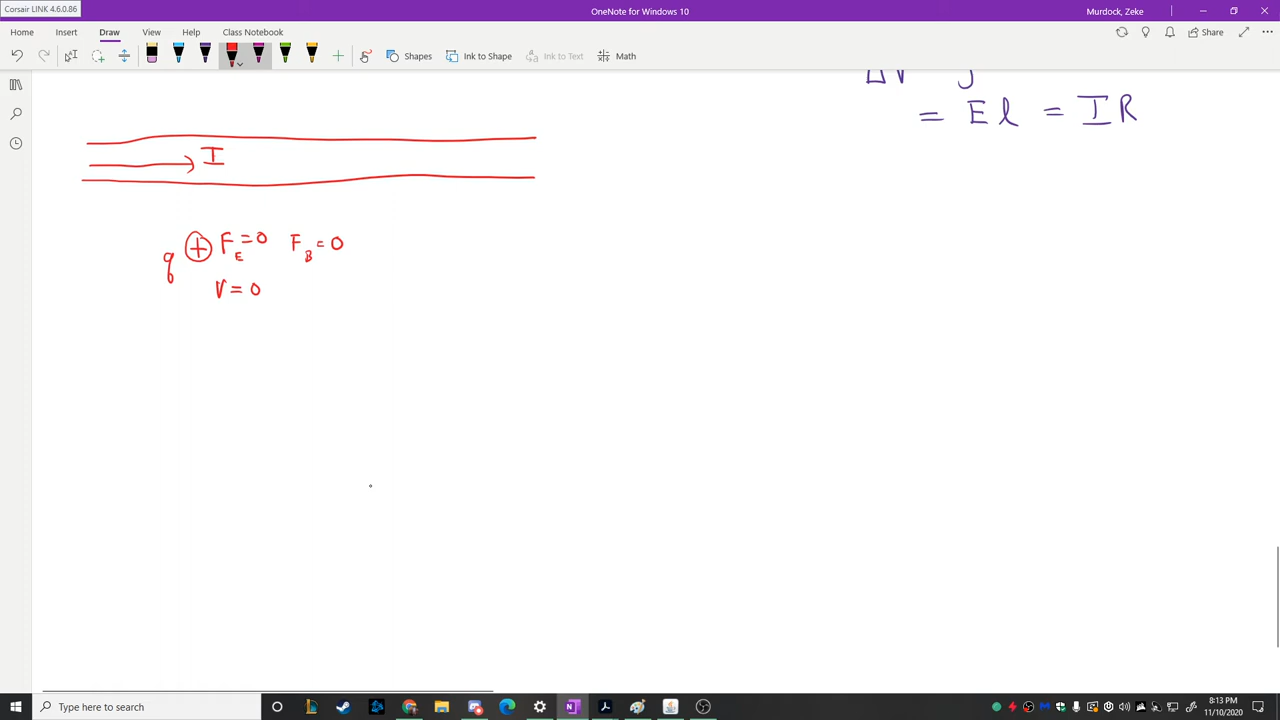 Corsair LINK 4.6.0.86
OneNote for Windows 10
Murdock, Zeke
Home Insert Draw View Help Class Notebook
Share
Shapes Ink to Shape Ink to Text Math
ΔV
= El = IR
I
q + F_E = 0 F_B = 0
V = 0
Type here to search
8:13 PM
11/10/2020